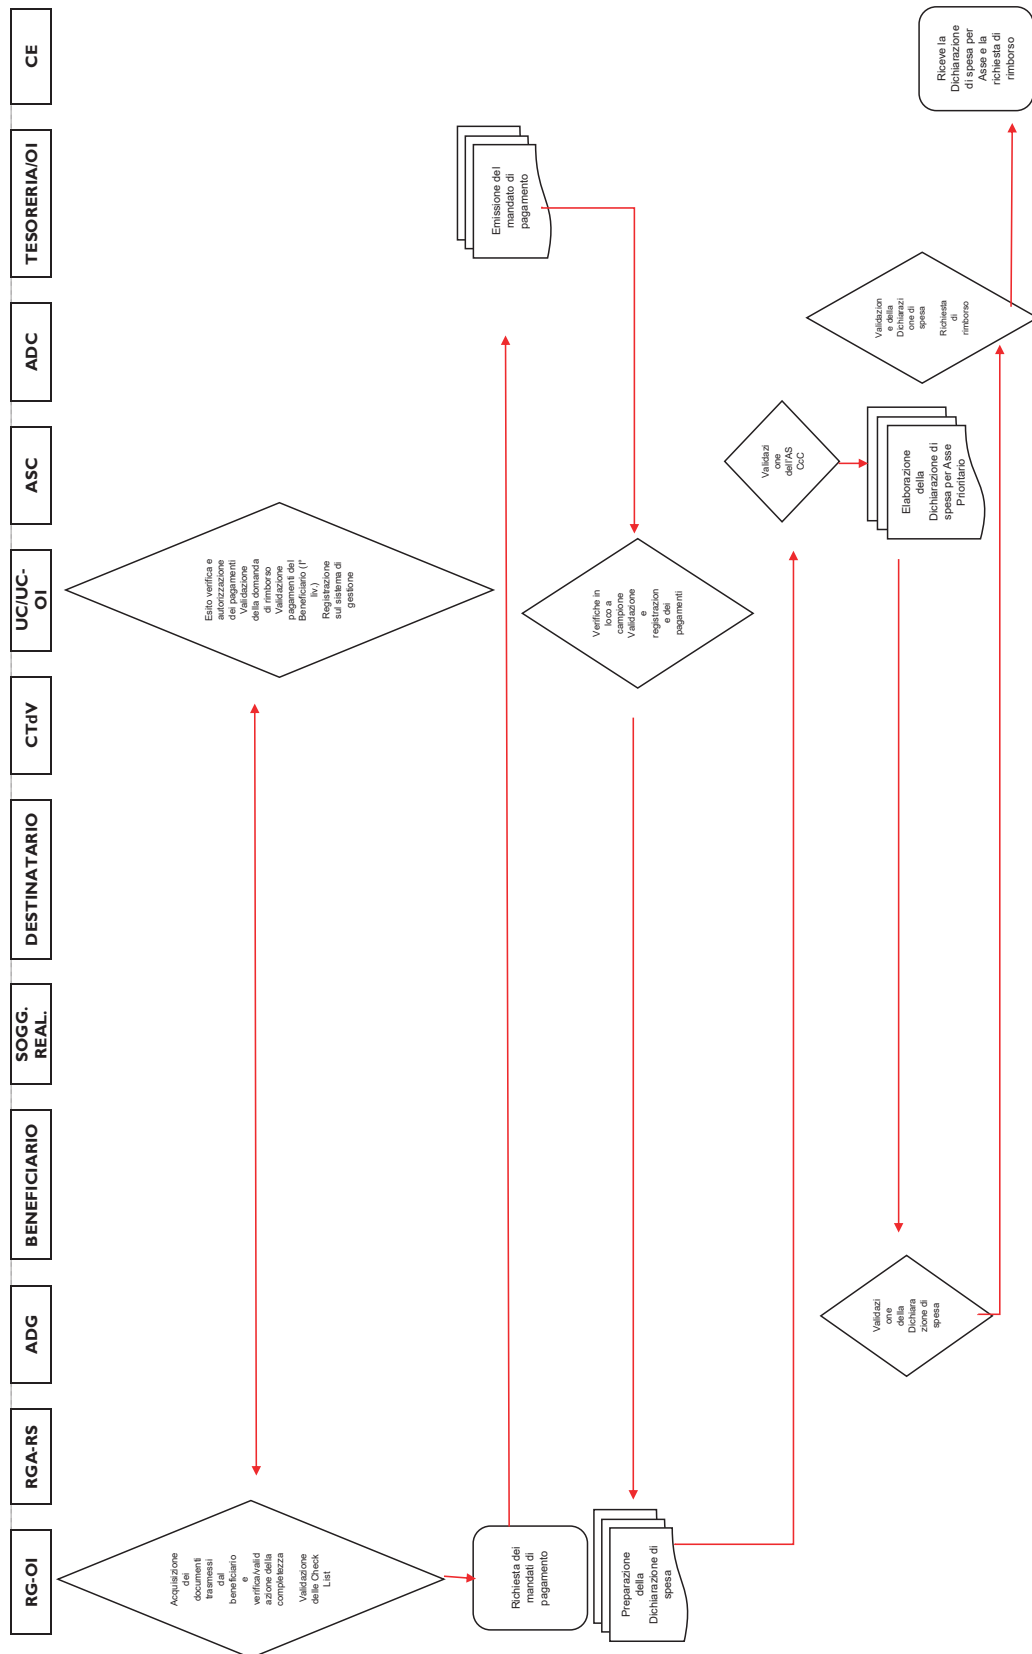 RG-OI
RGA-RS
ADG
BENEFICIARIO
SOGG.
REAL.
DESTINATARIO
CTdV
UC/UC-
OI
ASC
ADC
TESORERIA/OI
CE
Acquisizione
dei
documenti
trasmessi
dal
beneficiario
e
verifica/valid
azione della
completezza
Validazione
delle Check
List
Esito verifica e
autorizzazione
dei pagamenti
Validazione
della domanda
di rimborso
Validazione
pagamenti del
Beneficiario (1°
liv.)
Registrazione
sul sistema di
gestione
Richiesta dei
mandati di
pagamento
Emissione del
mandato di
pagamento
Verifiche in
loco a
campione
Validazione
e
registrazion
e dei
pagamenti
Preparazione
della
Dichiarazione di
spesa
Validazi
one
dell'AS
CcC
Elaborazione
della
Dichiarazione di
spesa per Asse
Prioritario
Validazi
one
della
Dichiara
zione di
spesa
Validazion
e della
Dichiarazi
one di
spesa
Richiesta
di
rimborso
Riceve la
Dichiarazione
di spesa per
Asse e la
richiesta di
rimborso